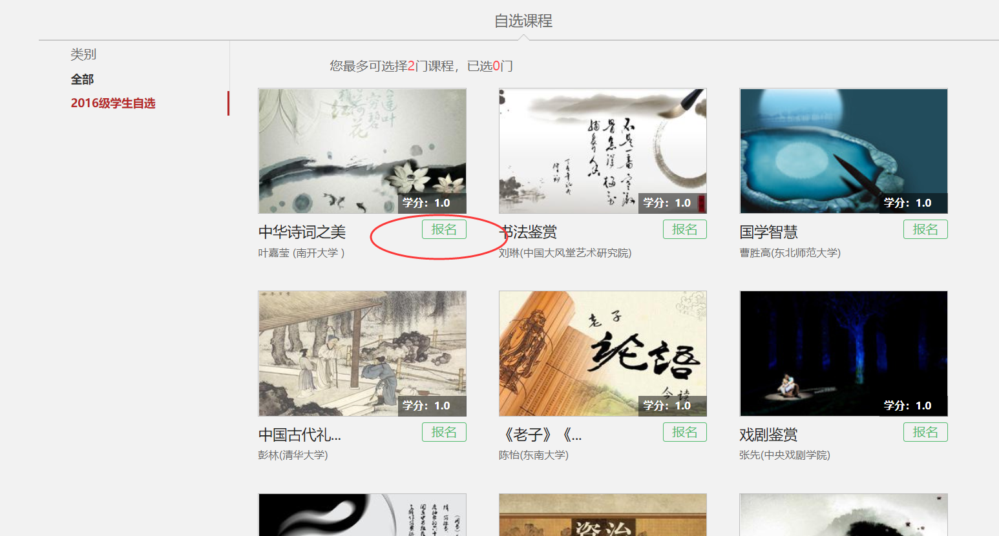 自选课程
类别
全部
2016级学生自选
您最多可选择2门课程，已选0门
学分：1.0
学分：1.0
学分：1.0
中华诗词之美
报名
叶嘉莹 (南开大学 )
书法鉴赏
报名
刘琳(中国大风堂艺术研究院)
国学智慧
报名
曹胜高(东北师范大学)
老子
论語
今读
学分：1.0
学分：1.0
学分：1.0
中国古代礼...
报名
彭林(清华大学)
《老子》《...
报名
陈怡(东南大学)
戏剧鉴赏
报名
张先(中央戏剧学院)